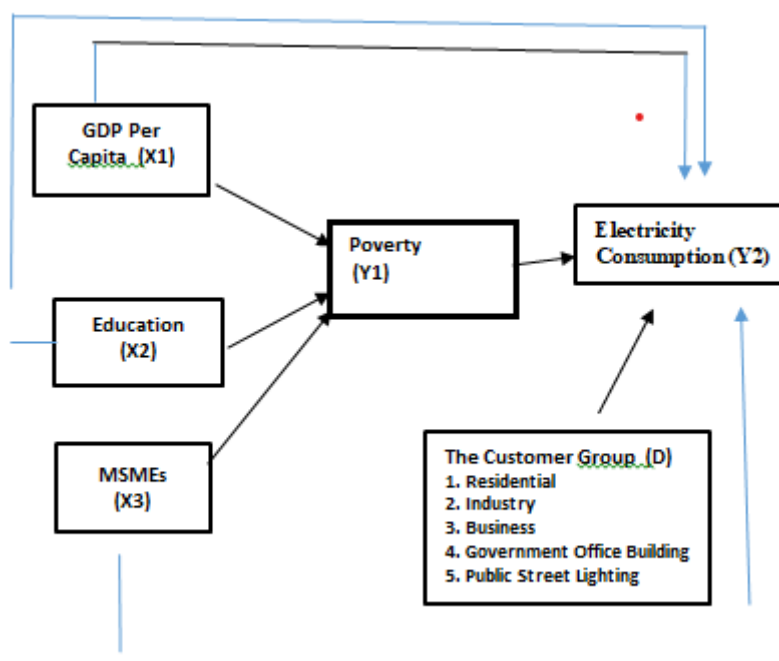 GDP Per
Capita (X1)
Electricity
Consumption (Y2)
Poverty
(Y1)
Education
(X2)
MSMEs
(X3)
The Customer Group (D)
1. Residential
2. Industry
3. Business
4. Government Office Building
5. Public Street Lighting